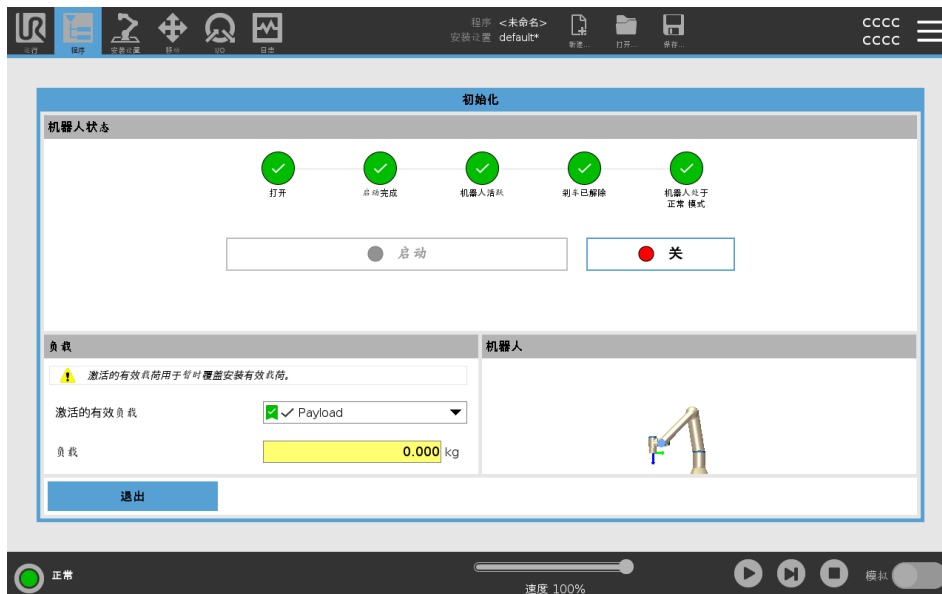 程序 <未命名>
安装设置 default*
CCCC
CCCC
运行
程序
安装设置
移动
I/O
日志
新建...
打开...
保存...
初始化
机器人状态
打开
启动完成
机器人活跃
刹车已解除
机器人处于
正常 模式
启动
关
负载
机器人
激活的有效载荷用于暂时覆盖安装有效载荷。
激活的有效负载
Payload
负载
0.000 kg
退出
正常
速度 100%
模拟